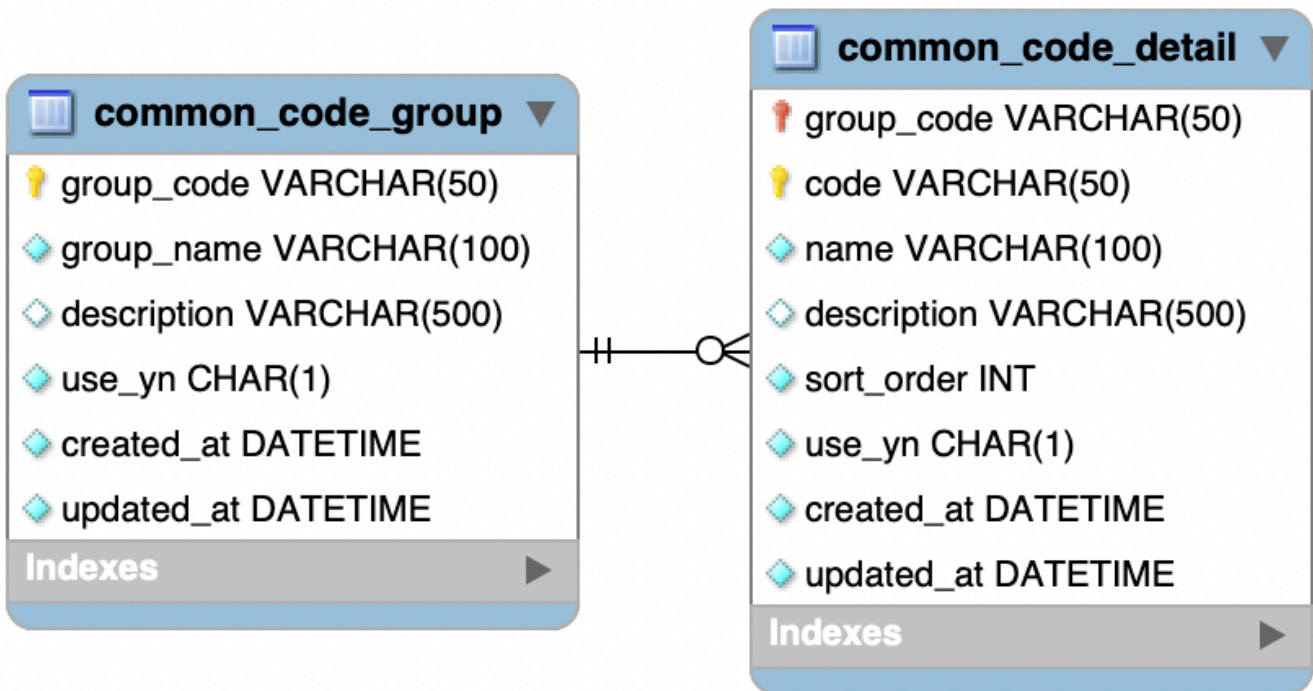 common_code_group
group_code VARCHAR(50)
group_name VARCHAR(100)
description VARCHAR(500)
use_yn CHAR(1)
created_at DATETIME
updated_at DATETIME
Indexes
common_code_detail
group_code VARCHAR(50)
code VARCHAR(50)
name VARCHAR(100)
description VARCHAR(500)
sort_order INT
use_yn CHAR(1)
created_at DATETIME
updated_at DATETIME
Indexes